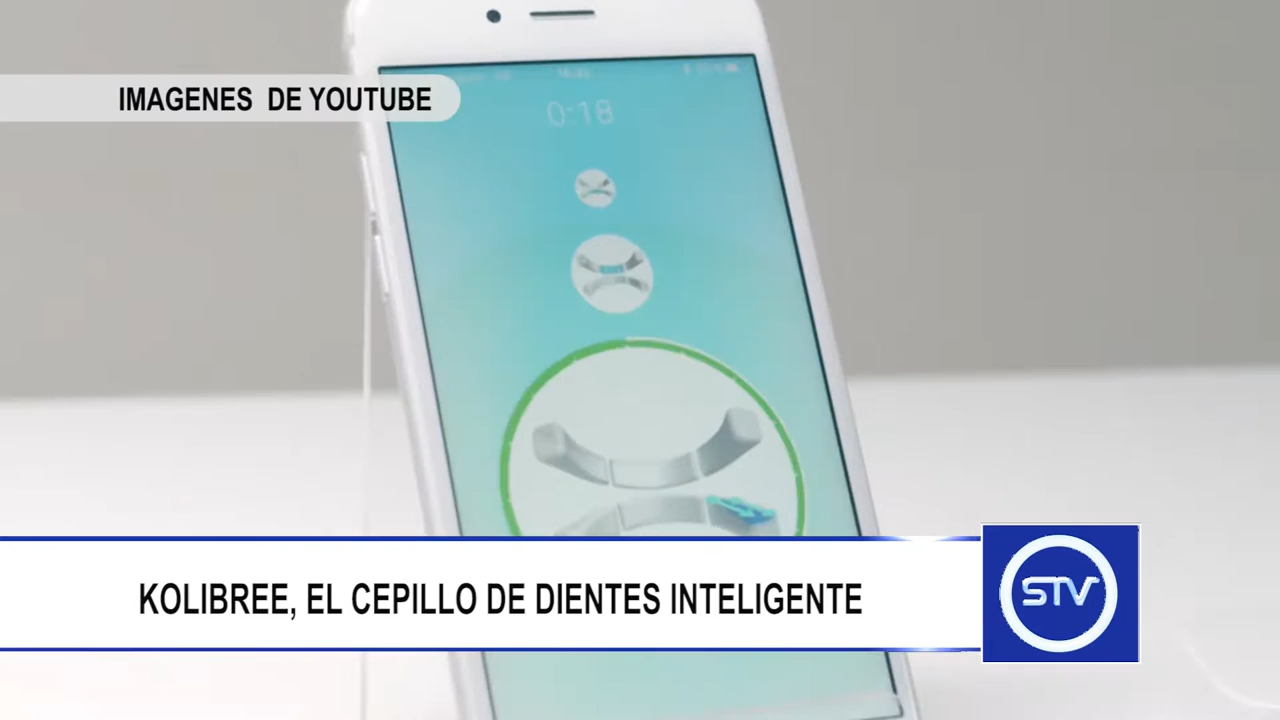 IMAGENES DE YOUTUBE
0:18
KOLIBREE, EL CEPILLO DE DIENTES INTELIGENTE
STV